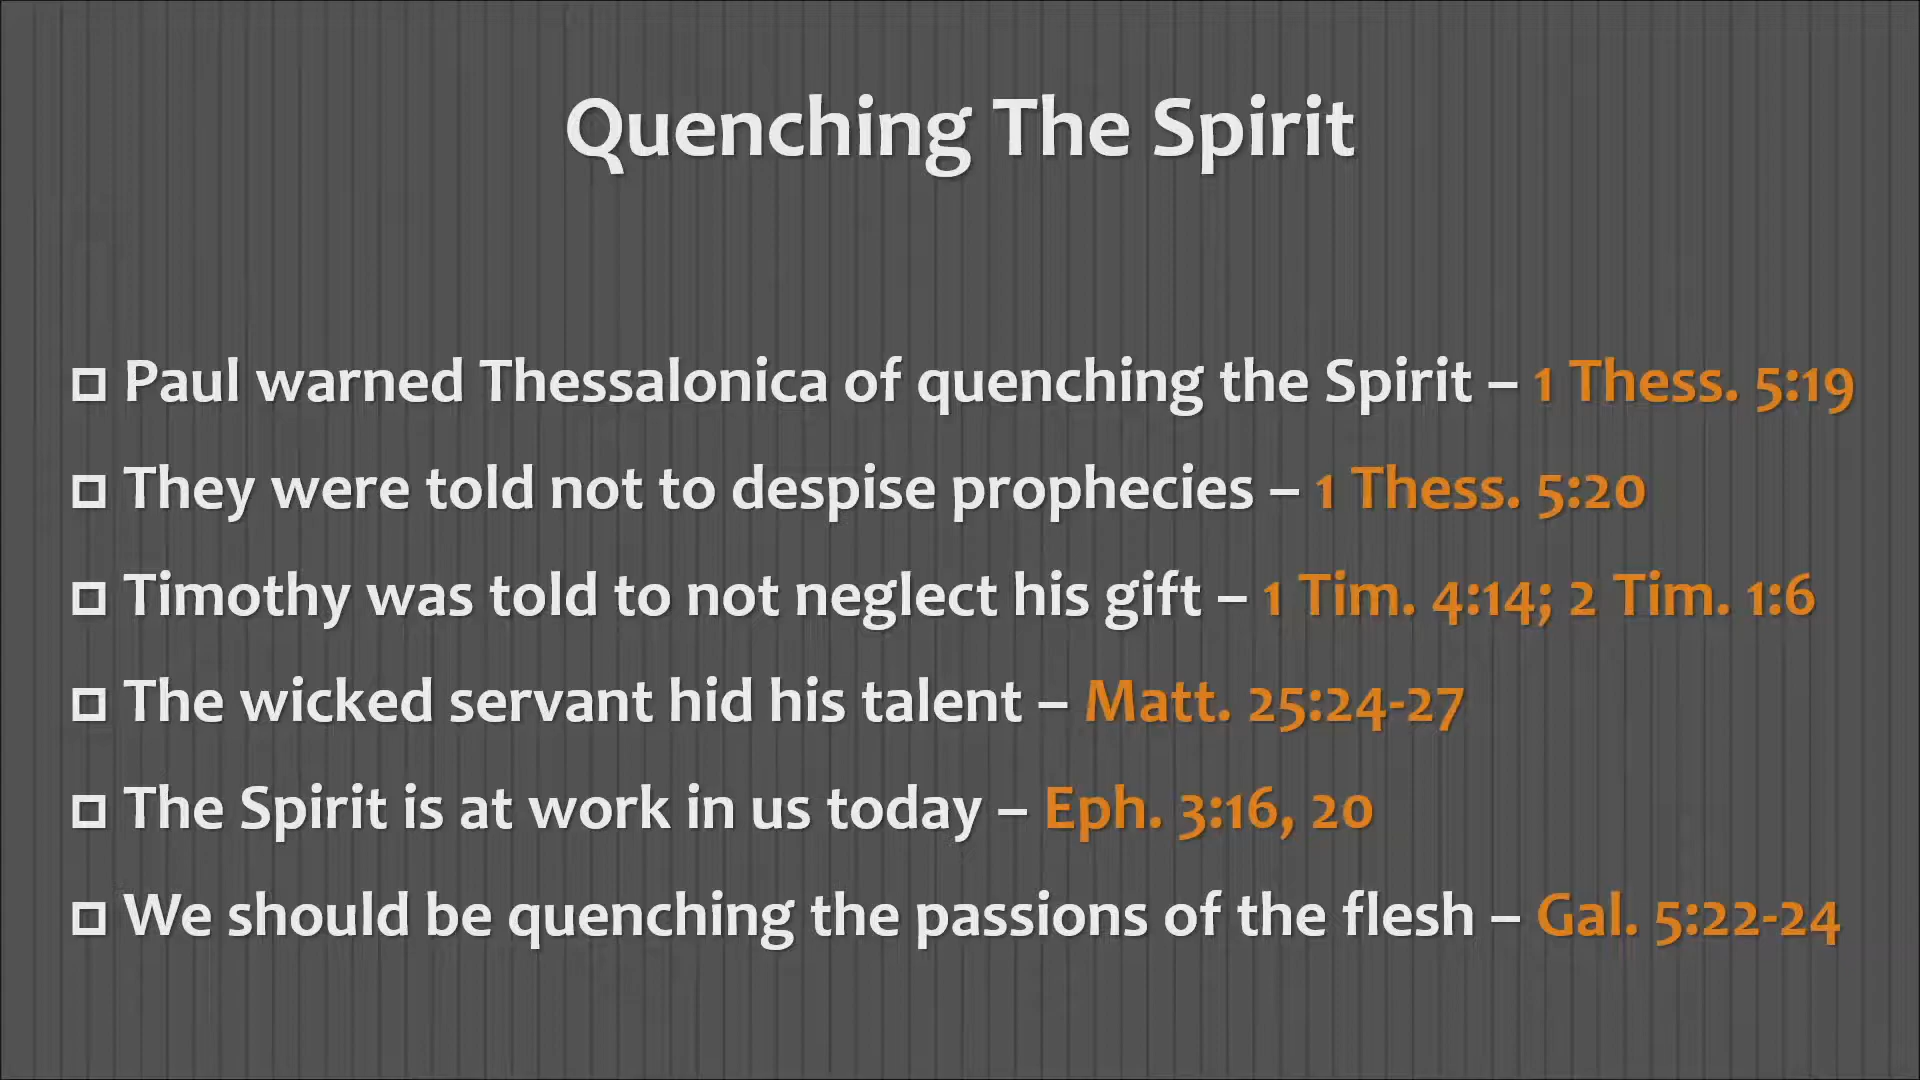 Quenching The Spirit
Paul warned Thessalonica of quenching the Spirit – 1 Thess. 5:19
They were told not to despise prophecies – 1 Thess. 5:20
Timothy was told to not neglect his gift – 1 Tim. 4:14; 2 Tim. 1:6
The wicked servant hid his talent – Matt. 25:24-27
The Spirit is at work in us today – Eph. 3:16, 20
We should be quenching the passions of the flesh – Gal. 5:22-24